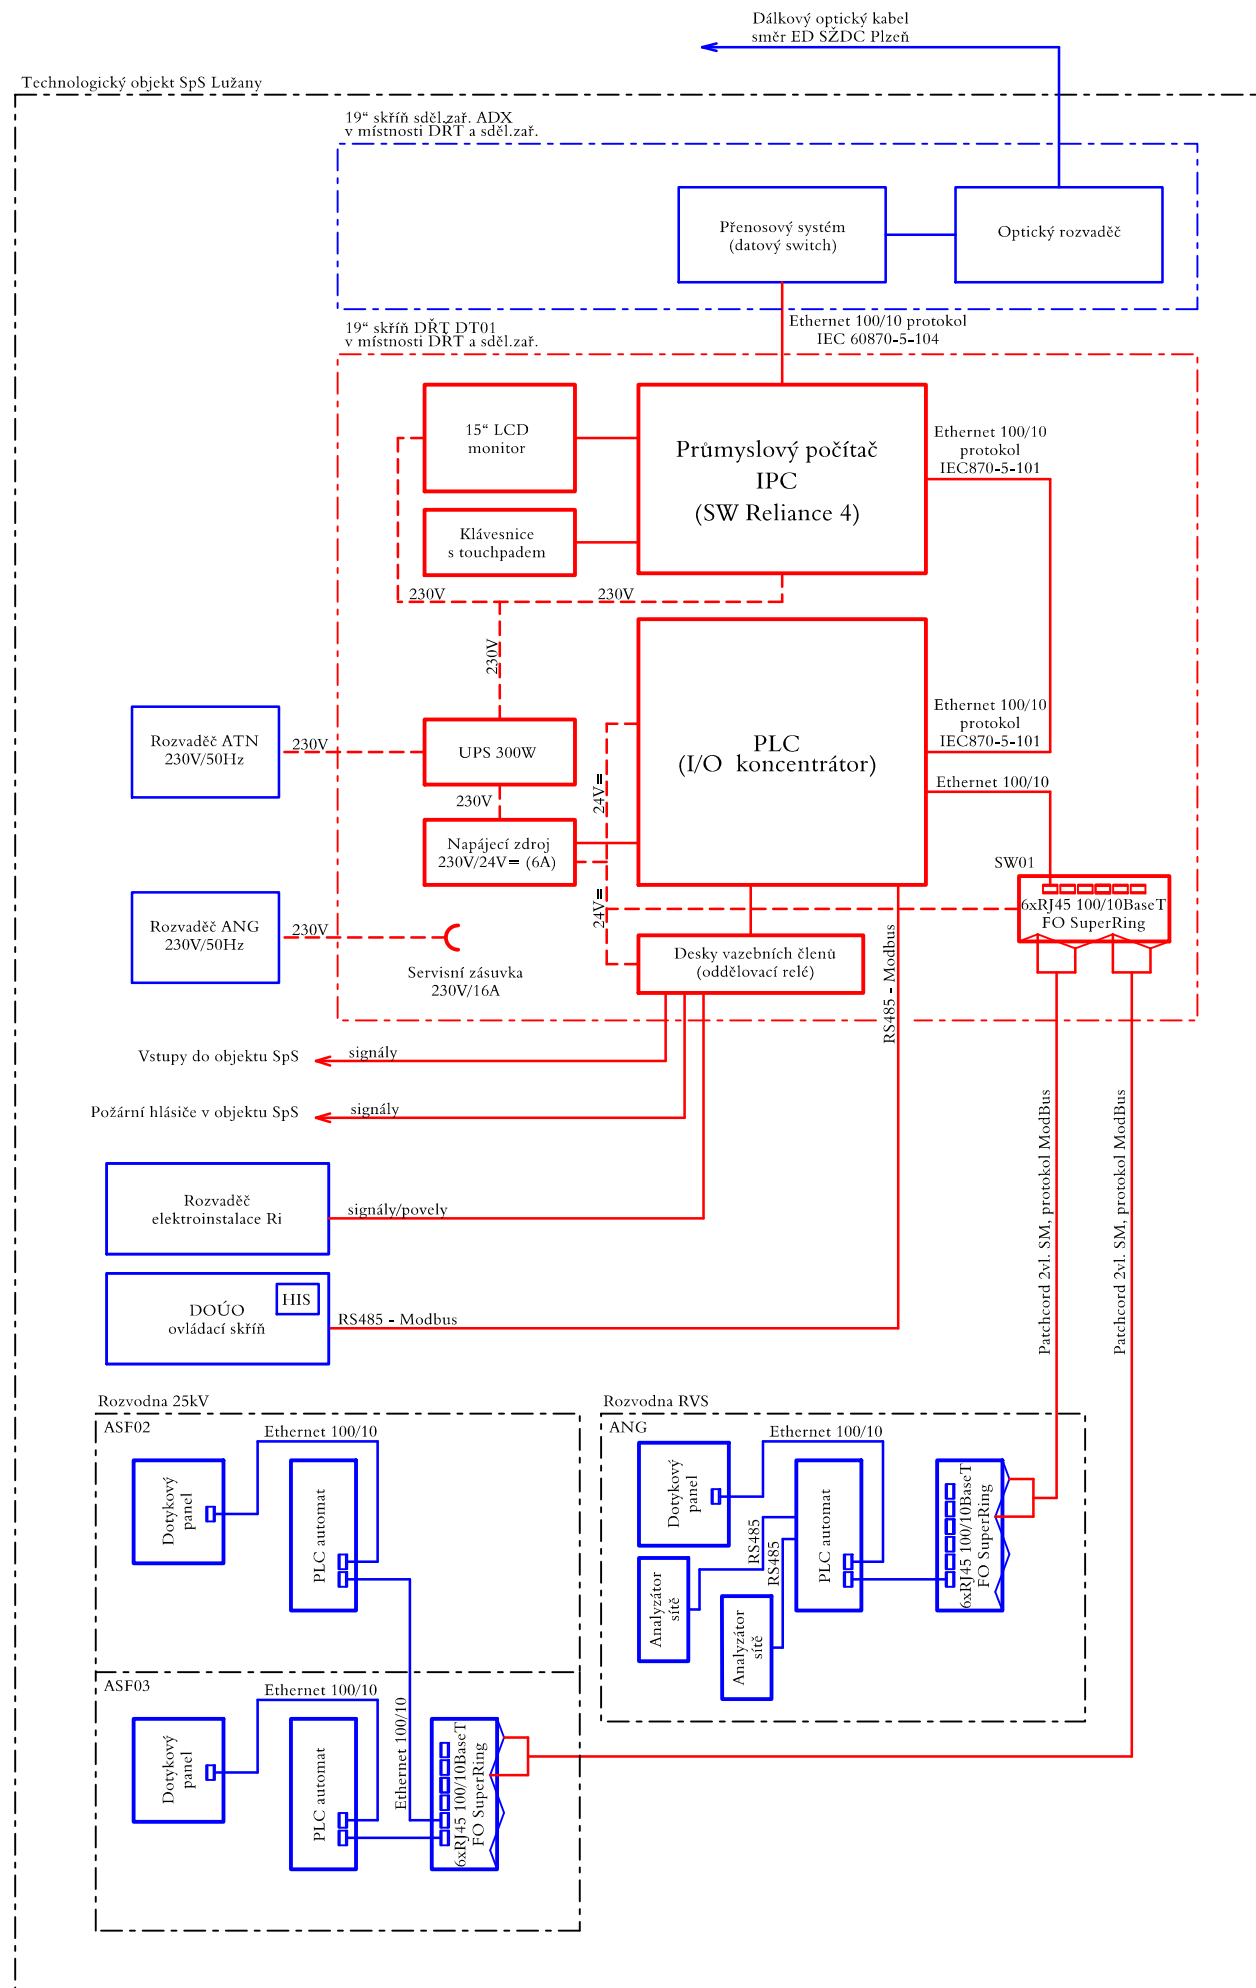 Dálkový optický kabel
směr ED SŽDC Plzeň
Technologický objekt SpS Lužany
19“ skříň sděl.zař. ADX
v místnosti DŘT a sděl.zař.
Přenosový systém
(datový switch)
Optický rozvaděč
Ethernet 100/10 protokol
IEC 60870-5-104
19“ skříň DŘT DT01
v místnosti DŘT a sděl.zař.
15“ LCD
monitor
Průmyslový počítač
IPC
(SW Reliance 4)
Ethernet 100/10
protokol
IEC870-5-101
Klávesnice
s touchpadem
230V
230V
230V
Rozvaděč ATN
230V/50Hz
230V
UPS 300W
PLC
(I/O koncentrátor)
Ethernet 100/10
protokol
IEC870-5-101
230V
24V=
Ethernet 100/10
Napájecí zdroj
230V/24V= (6A)
SW01
6xRJ45 100/10BaseT
FO SuperRing
Rozvaděč ANG
230V/50Hz
230V
24V=
Servisní zásuvka
230V/16A
Desky vazebních členů
(oddělovací relé)
RS485 - Modbus
Vstupy do objektu SpS
signály
Požární hlásiče v objektu SpS
signály
Patchcord 2vl. SM, protokol ModBus
Patchcord 2vl. SM, protokol ModBus
Rozvaděč
elektroinstalace Ri
signály/povely
DOÚO
ovládací skříň
HIS
RS485 - Modbus
Rozvodna 25kV
ASF02
Ethernet 100/10
Dotykový
panel
PLC automat
Rozvodna RVS
ANG
Ethernet 100/10
Dotykový
panel
RS485
RS485
PLC automat
6xRJ45 100/10BaseT
FO SuperRing
Analyzátor
sítě
Analyzátor
sítě
ASF03
Ethernet 100/10
Dotykový
panel
PLC automat
Ethernet 100/10
6xRJ45 100/10BaseT
FO SuperRing